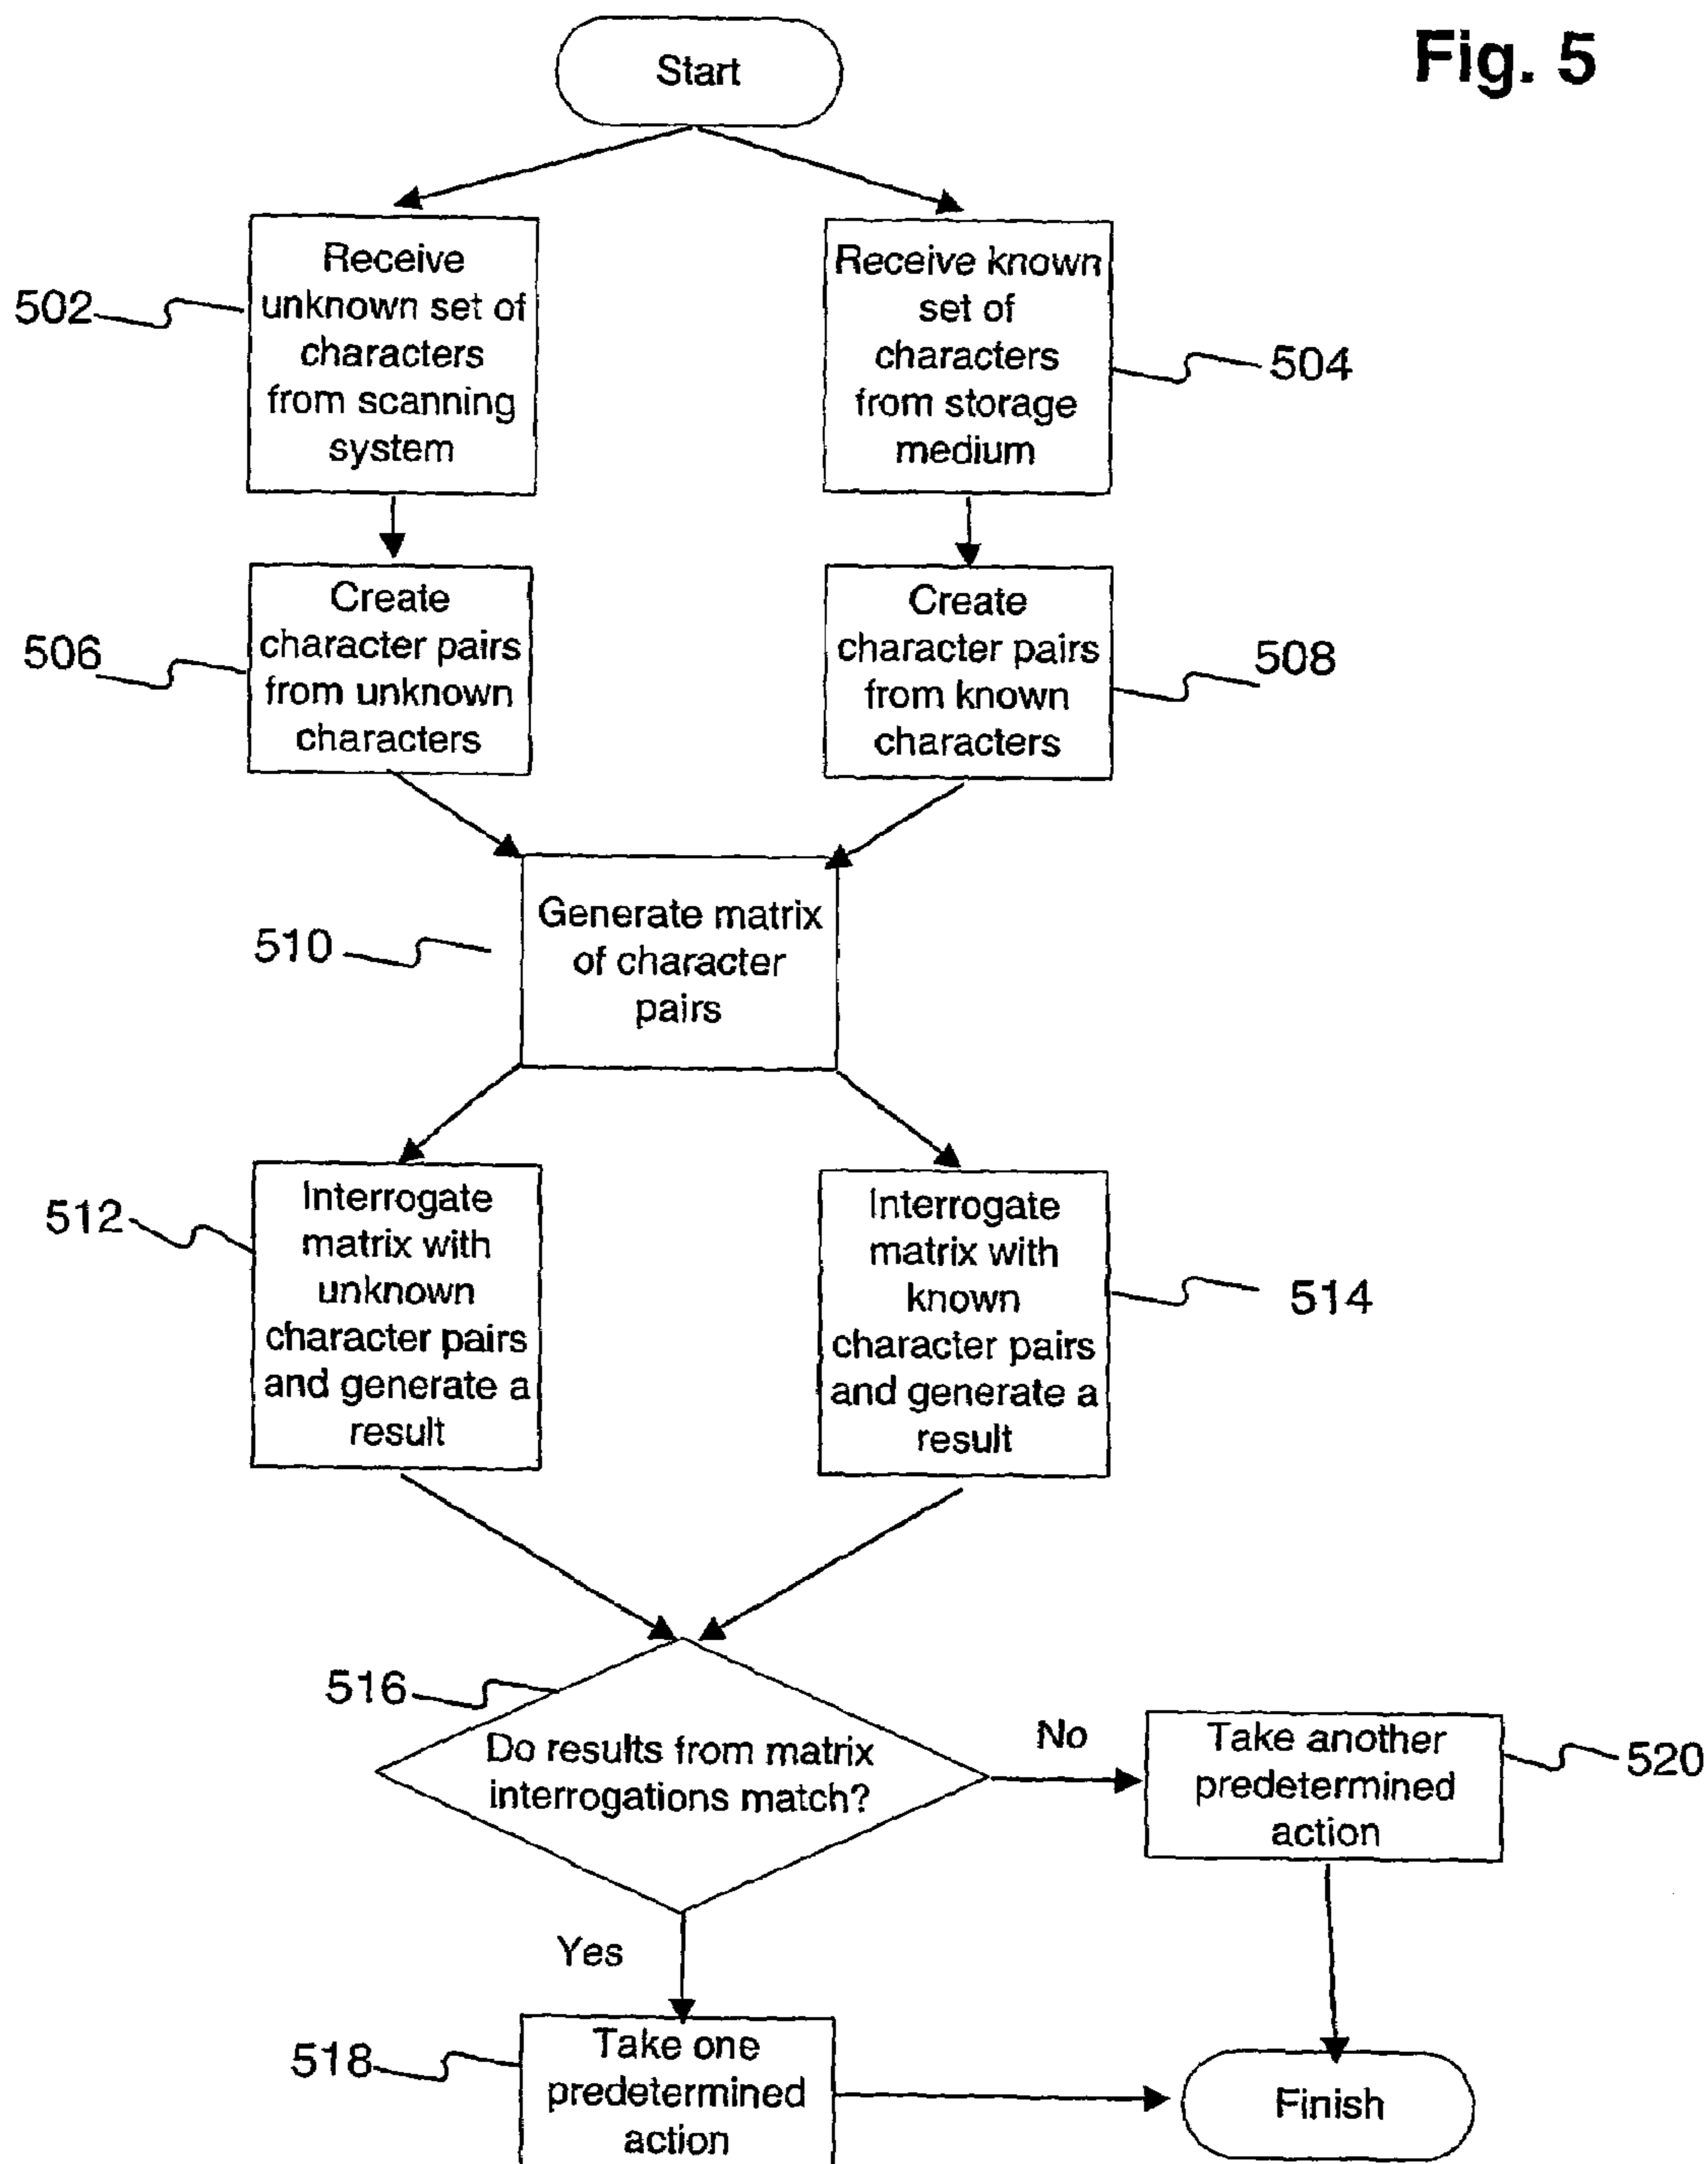 Fig. 5
Start
502
Receive
unknown set of
characters
from scanning
system
Receive known
set of
characters
from storage
medium
504
506
Create
character pairs
from unknown
characters
Create
character pairs
from known
characters
508
510
Generate matrix
of character
pairs
512
Interrogate
matrix with
unknown
character pairs
and generate a
result
Interrogate
matrix with
known
character pairs
and generate a
result
514
516
Do results from matrix
interrogations match?
No
Take another
predetermined
action
520
Yes
518
Take one
predetermined
action
Finish